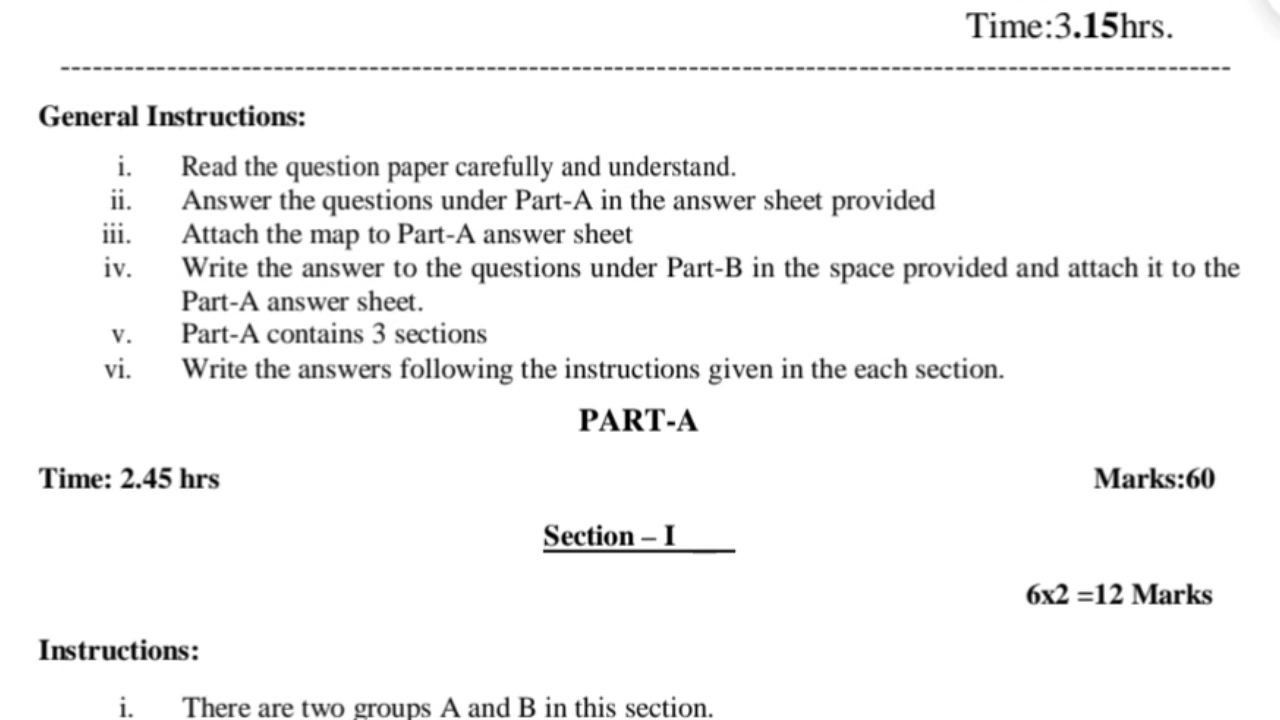 Time:3.15hrs.
--------------------------------------------------------------------------------------------------------------
General Instructions:
i. Read the question paper carefully and understand.
ii. Answer the questions under Part-A in the answer sheet provided
iii. Attach the map to Part-A answer sheet
iv. Write the answer to the questions under Part-B in the space provided and attach it to the
Part-A answer sheet.
v. Part-A contains 3 sections
vi. Write the answers following the instructions given in the each section.
PART-A
Time: 2.45 hrs Marks:60
Section – I
6x2 =12 Marks
Instructions:
i. There are two groups A and B in this section.